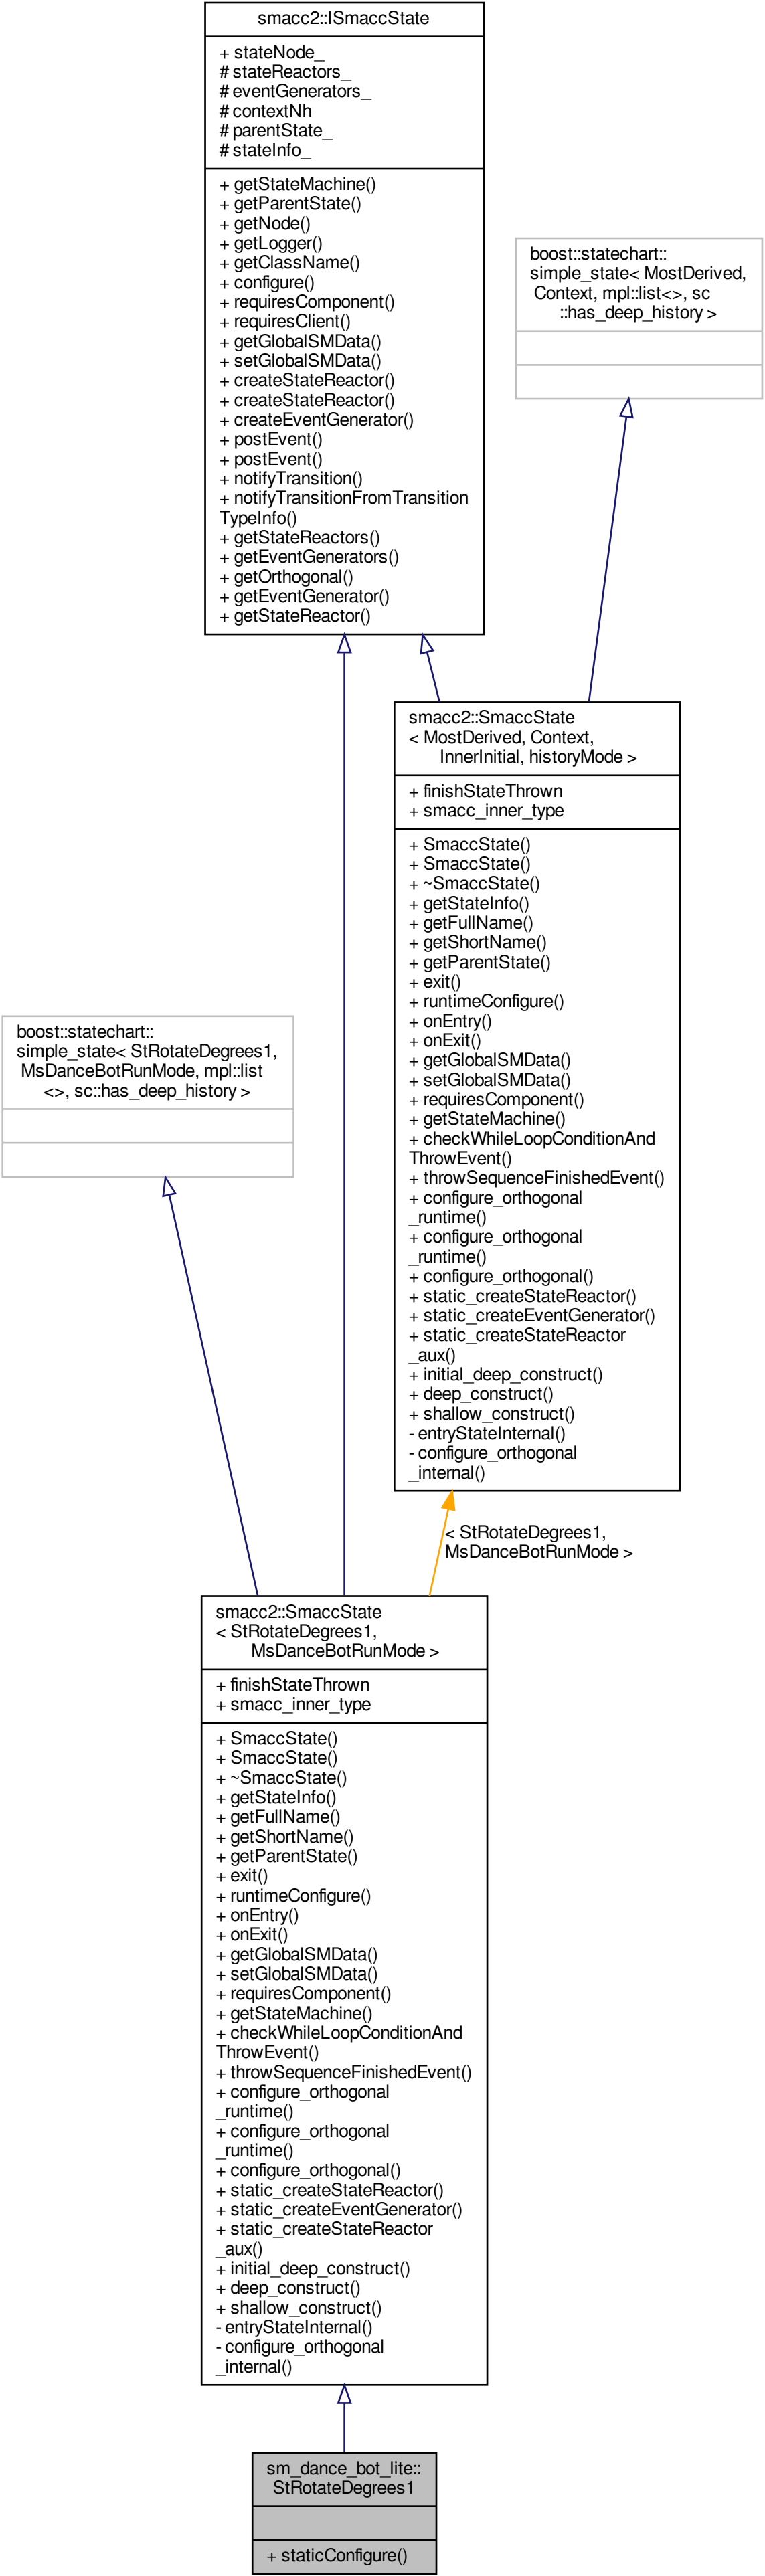 smacc2::ISmaccState
+ stateNode_
# stateReactors_
# eventGenerators_
# contextNh
# parentState_
# stateInfo_
+ getStateMachine()
+ getParentState()
+ getNode()
+ getLogger()
+ getClassName()
+ configure()
+ requiresComponent()
+ requiresClient()
+ getGlobalSMData()
+ setGlobalSMData()
+ createStateReactor()
+ createStateReactor()
+ createEventGenerator()
+ postEvent()
+ postEvent()
+ notifyTransition()
+ notifyTransitionFromTransition
TypeInfo()
+ getStateReactors()
+ getEventGenerators()
+ getOrthogonal()
+ getEventGenerator()
+ getStateReactor()
boost::statechart::
simple_state< MostDerived,
Context, mpl::list<>, sc
::has_deep_history >
smacc2::SmaccState
< MostDerived, Context,
InnerInitial, historyMode >
+ finishStateThrown
+ smacc_inner_type
+ SmaccState()
+ SmaccState()
+ ~SmaccState()
+ getStateInfo()
+ getFullName()
+ getShortName()
+ getParentState()
+ exit()
+ runtimeConfigure()
+ onEntry()
+ onExit()
+ getGlobalSMData()
+ setGlobalSMData()
+ requiresComponent()
+ getStateMachine()
+ checkWhileLoopConditionAnd
ThrowEvent()
+ throwSequenceFinishedEvent()
+ configure_orthogonal
_runtime()
+ configure_orthogonal
_runtime()
+ configure_orthogonal()
+ static_createStateReactor()
+ static_createEventGenerator()
+ static_createStateReactor
_aux()
+ initial_deep_construct()
+ deep_construct()
+ shallow_construct()
- entryStateInternal()
- configure_orthogonal
_internal()
boost::statechart::
simple_state< StRotateDegrees1,
MsDanceBotRunMode, mpl::list
<>, sc::has_deep_history >
< StRotateDegrees1,
MsDanceBotRunMode >
smacc2::SmaccState
< StRotateDegrees1,
MsDanceBotRunMode >
+ finishStateThrown
+ smacc_inner_type
+ SmaccState()
+ SmaccState()
+ ~SmaccState()
+ getStateInfo()
+ getFullName()
+ getShortName()
+ getParentState()
+ exit()
+ runtimeConfigure()
+ onEntry()
+ onExit()
+ getGlobalSMData()
+ setGlobalSMData()
+ requiresComponent()
+ getStateMachine()
+ checkWhileLoopConditionAnd
ThrowEvent()
+ throwSequenceFinishedEvent()
+ configure_orthogonal
_runtime()
+ configure_orthogonal
_runtime()
+ configure_orthogonal()
+ static_createStateReactor()
+ static_createEventGenerator()
+ static_createStateReactor
_aux()
+ initial_deep_construct()
+ deep_construct()
+ shallow_construct()
- entryStateInternal()
- configure_orthogonal
_internal()
sm_dance_bot_lite::
StRotateDegrees1
+ staticConfigure()